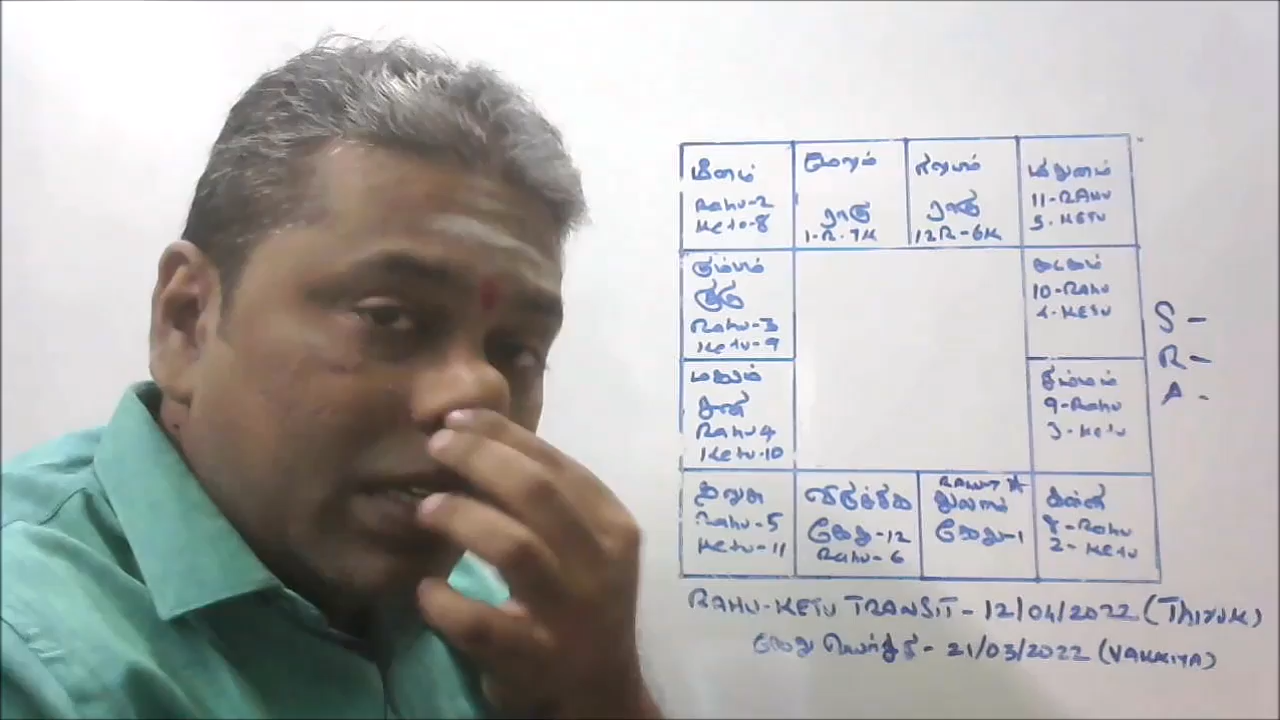 மீனம்
Rahu-2
Ketu-8
மேஷம்
ராகு
1-R-7K
ரிஷபம்
ராகு
12R-6K
மிதுனம்
11-RAHU
5-KETU
கும்பம்
குரு
Rahu-3
Ketu-9
கடகம்
10-RAHU
4-KETU
மகரம்
சனி
Rahu 4
Ketu-10
சிம்மம்
9-Rahu
3-Ketu
தனுசு
Rahu-5
Ketu-11
விருச்சிக
கேது-12
Rahu-6
துலாம்
கேது-1
கன்னி
8-Rahu
2-Ketu
S -
R -
A -
RAHU-KETU TRANSIT - 12/04/2022 (THIRUK)
கேது பெயர்ச்சி - 21/03/2022 (VAKKIYA)